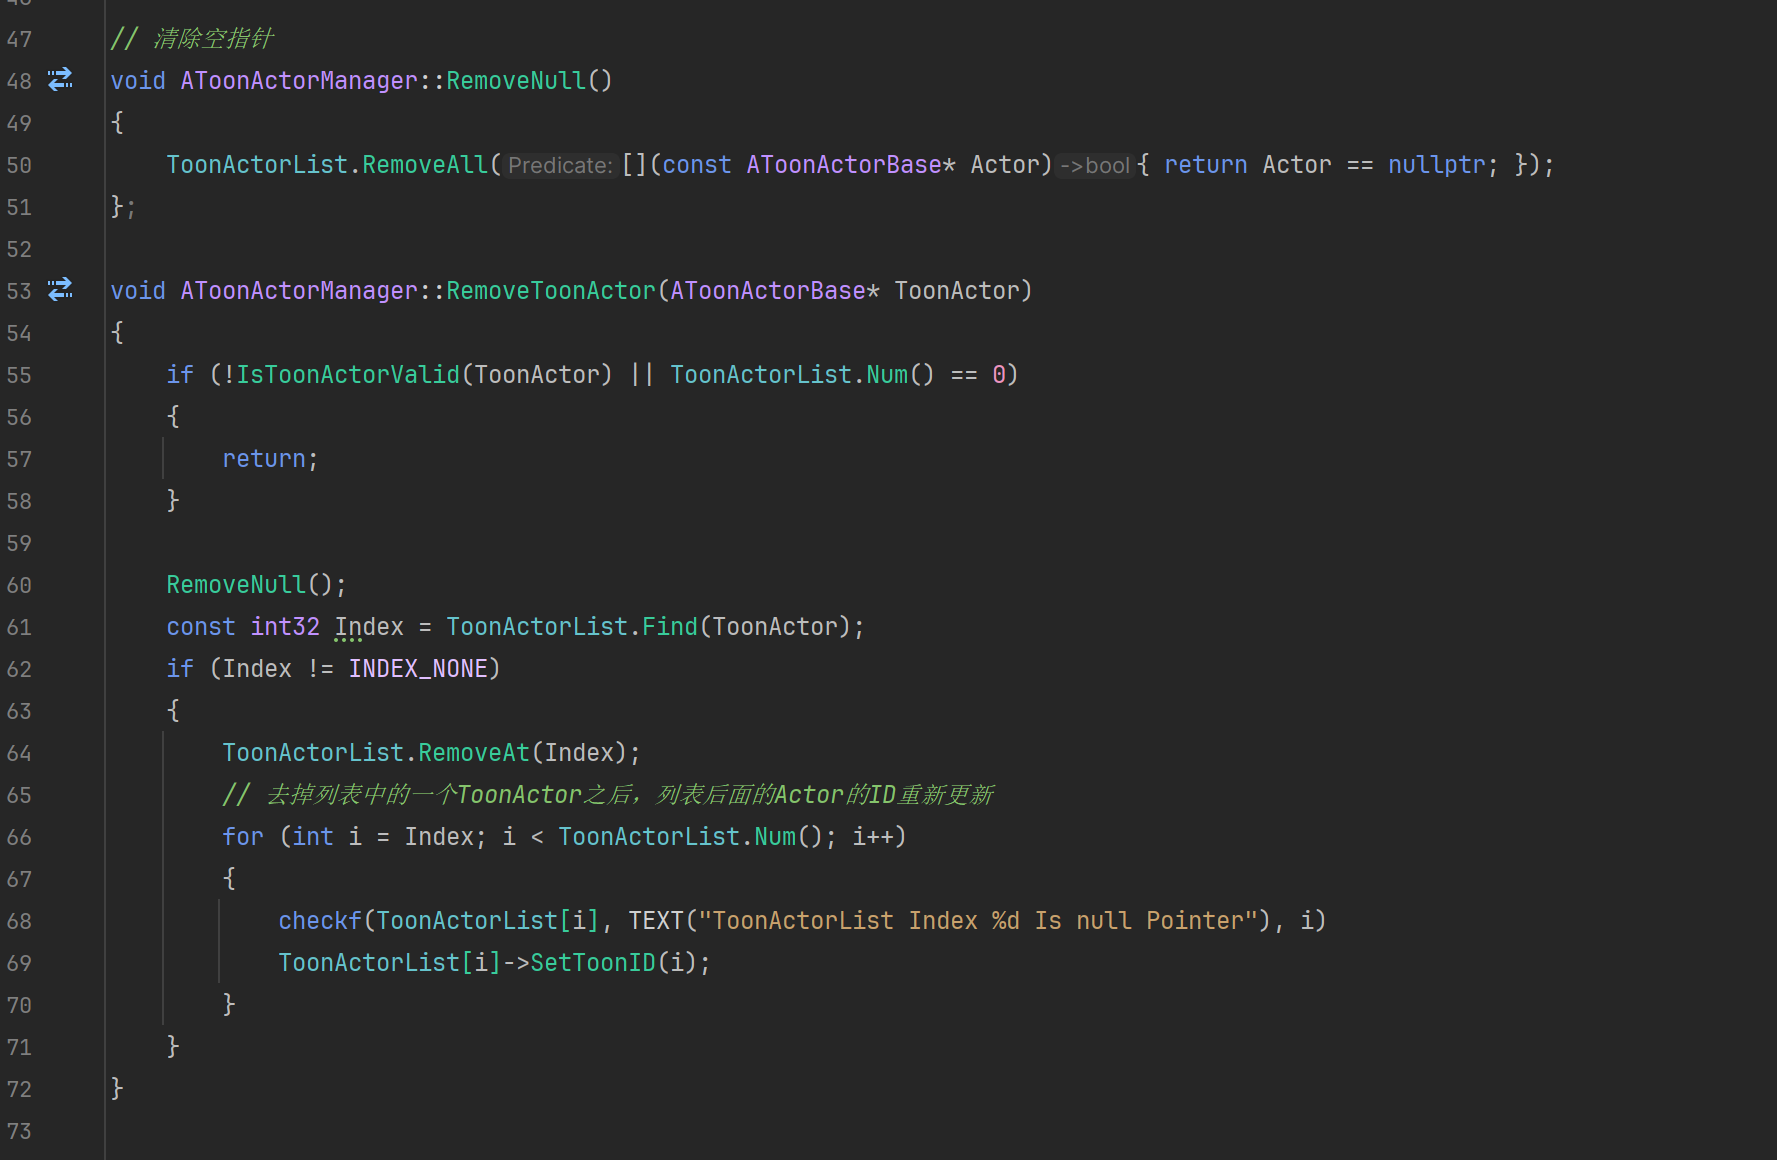 47 // 清除空指针
48 void AToonActorManager::RemoveNull()
49 {
50 ToonActorList.RemoveAll(Predicate:[](const AToonActorBase* Actor)->bool{ return Actor == nullptr; });
51 };
52
53 void AToonActorManager::RemoveToonActor(AToonActorBase* ToonActor)
54 {
55 if (!IsToonActorValid(ToonActor) || ToonActorList.Num() == 0)
56 {
57 return;
58 }
59
60 RemoveNull();
61 const int32 Index = ToonActorList.Find(ToonActor);
62 if (Index != INDEX_NONE)
63 {
64 ToonActorList.RemoveAt(Index);
65 // 去掉列表中的一个ToonActor之后，列表后面的Actor的ID重新更新
66 for (int i = Index; i < ToonActorList.Num(); i++)
67 {
68 checkf(ToonActorList[i], TEXT("ToonActorList Index %d Is null Pointer"), i)
69 ToonActorList[i]->SetToonID(i);
70 }
71 }
72 }
73